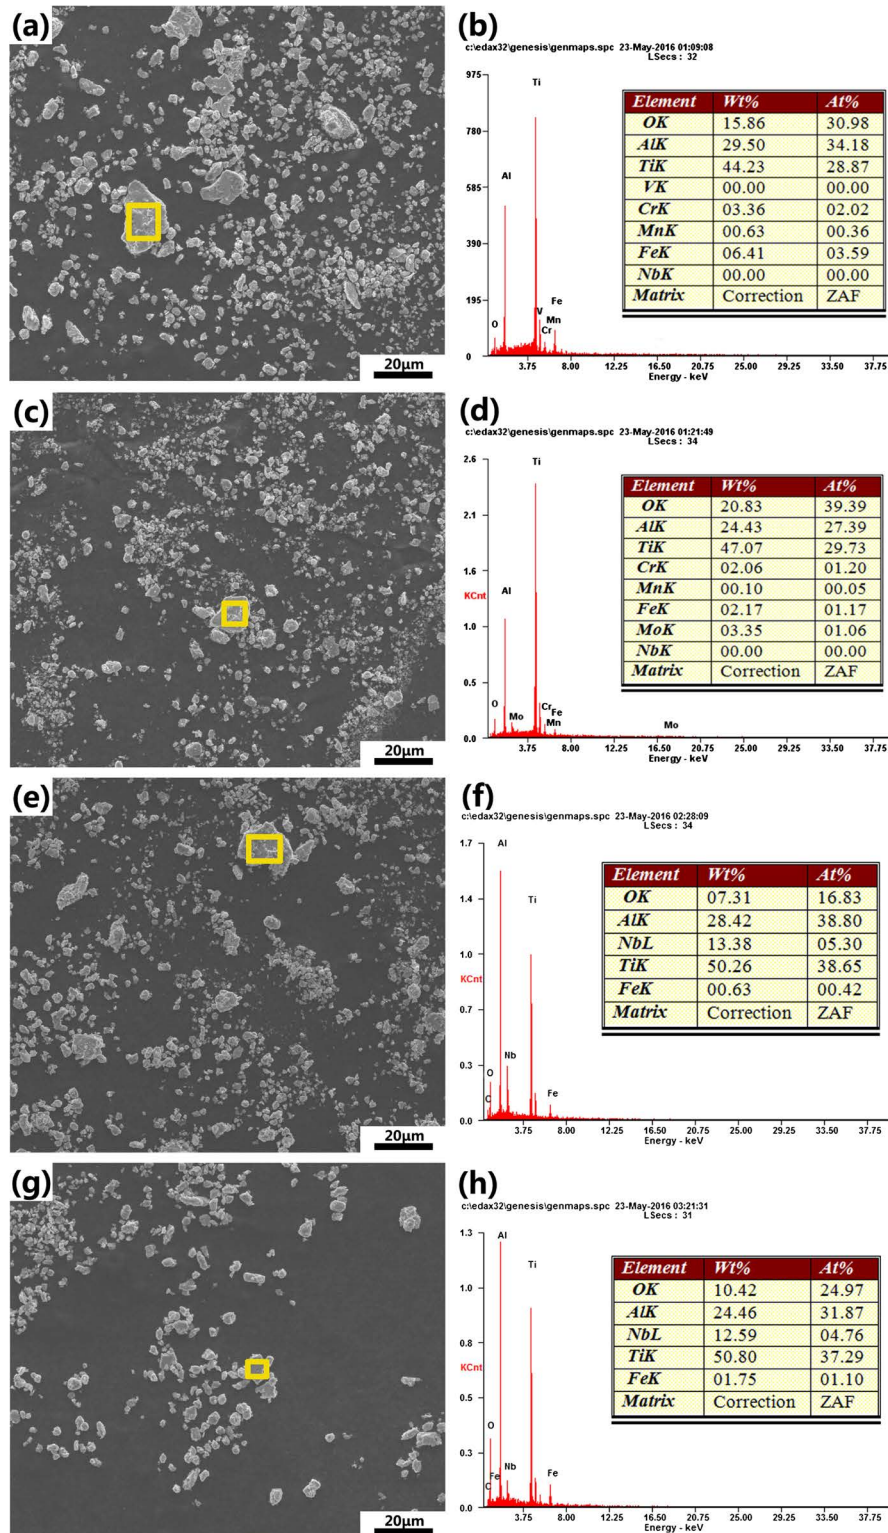 (a)
20µm
(b)
c:\edax32\genesis\genmaps.spc 23-May-2016 01:09:08
LSecs : 32
975
780
585
390
195
0
Ti
Al
O
V
Cr
Mn
Fe
3.75 8.00 12.25 16.50 20.75 25.00 29.25 33.50 37.75
Energy - keV
Element Wt% At%
OK 15.86 30.98
AlK 29.50 34.18
TiK 44.23 28.87
VK 00.00 00.00
CrK 03.36 02.02
MnK 00.63 00.36
FeK 06.41 03.59
NbK 00.00 00.00
Matrix Correction ZAF
(c)
20µm
(d)
c:\edax32\genesis\genmaps.spc 23-May-2016 01:21:49
LSecs : 34
2.6
2.1
1.6
KCnt
1.0
0.5
0.0
Ti
Al
O
Mo
Cr
Fe
Mn
Mo
3.75 8.00 12.25 16.50 20.75 25.00 29.25 33.50 37.75
Energy - keV
Element Wt% At%
OK 20.83 39.39
AlK 24.43 27.39
TiK 47.07 29.73
CrK 02.06 01.20
MnK 00.10 00.05
FeK 02.17 01.17
MoK 03.35 01.06
NbK 00.00 00.00
Matrix Correction ZAF
(e)
20µm
(f)
c:\edax32\genesis\genmaps.spc 23-May-2016 02:28:09
LSecs : 34
1.7
1.4
1.0
KCnt
0.7
0.3
0.0
Al
Ti
O
C
Nb
Fe
3.75 8.00 12.25 16.50 20.75 25.00 29.25 33.50 37.75
Energy - keV
Element Wt% At%
OK 07.31 16.83
AlK 28.42 38.80
NbL 13.38 05.30
TiK 50.26 38.65
FeK 00.63 00.42
Matrix Correction ZAF
(g)
20µm
(h)
c:\edax32\genesis\genmaps.spc 23-May-2016 03:21:31
LSecs : 31
1.3
1.0
0.8
KCnt
0.5
0.3
0.0
Al
Ti
O
Fe
C
Nb
Fe
3.75 8.00 12.25 16.50 20.75 25.00 29.25 33.50 37.75
Energy - keV
Element Wt% At%
OK 10.42 24.97
AlK 24.46 31.87
NbL 12.59 04.76
TiK 50.80 37.29
FeK 01.75 01.10
Matrix Correction ZAF